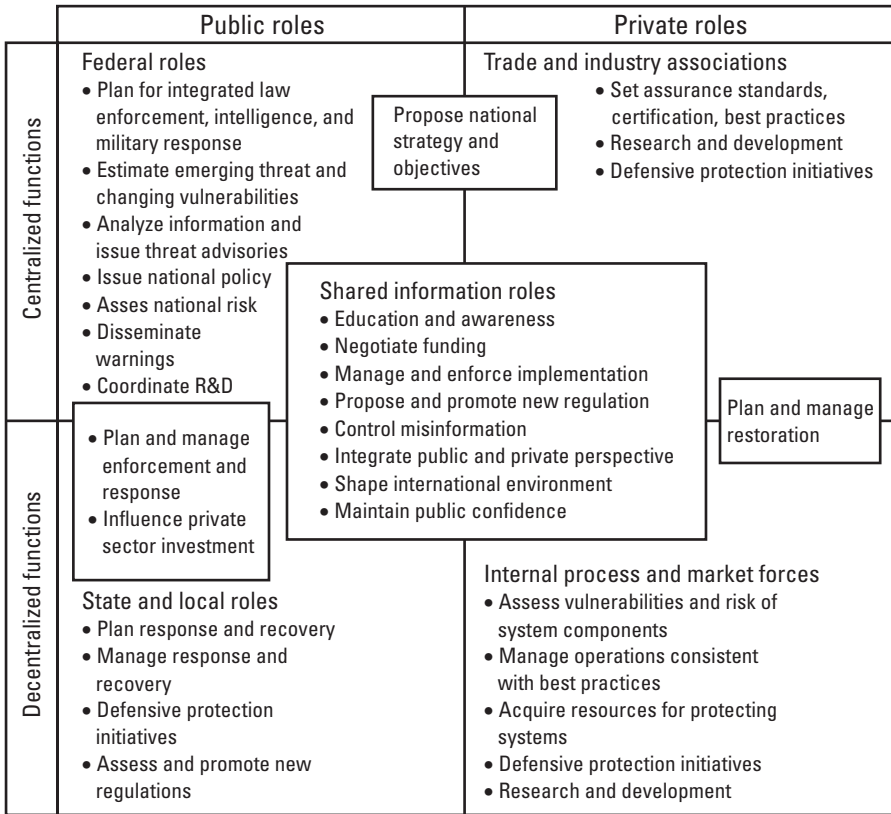 Public roles
Private roles
Centralized functions
Federal roles
• Plan for integrated law
enforcement, intelligence, and
military response
• Estimate emerging threat and
changing vulnerabilities
• Analyze information and
issue threat advisories
• Issue national policy
• Asses national risk
• Disseminate
warnings
• Coordinate R&D
Propose national
strategy and
objectives
Trade and industry associations
• Set assurance standards,
certification, best practices
• Research and development
• Defensive protection initiatives
Shared information roles
• Education and awareness
• Negotiate funding
• Manage and enforce implementation
• Propose and promote new regulation
• Control misinformation
• Integrate public and private perspective
• Shape international environment
• Maintain public confidence
Plan and manage
restoration
• Plan and manage
enforcement and
response
• Influence private
sector investment
Decentralized functions
State and local roles
• Plan response and recovery
• Manage response and
recovery
• Defensive protection
initiatives
• Assess and promote new
regulations
Internal process and market forces
• Assess vulnerabilities and risk of
system components
• Manage operations consistent
with best practices
• Acquire resources for protecting
systems
• Defensive protection initiatives
• Research and development